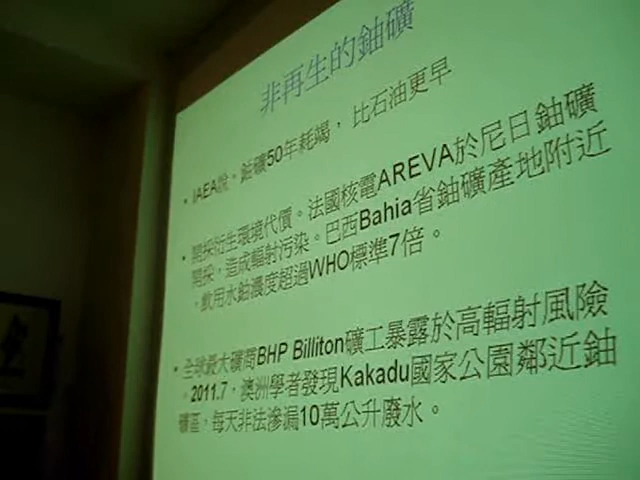 非再生的鈾礦
• IAEA說，鈾礦50年耗竭，比石油更早
• 開採衍生環境代價。法國核電AREVA於尼日鈾礦
開採，造成輻射污染。巴西Bahia省鈾礦產地附近
，飲用水鈾濃度超過WHO標準7倍。
• 全球最大礦商BHP Billiton礦工暴露於高輻射風險
。2011.7，澳洲學者發現Kakadu國家公園鄰近鈾
礦區，每天非法滲漏10萬公升廢水。